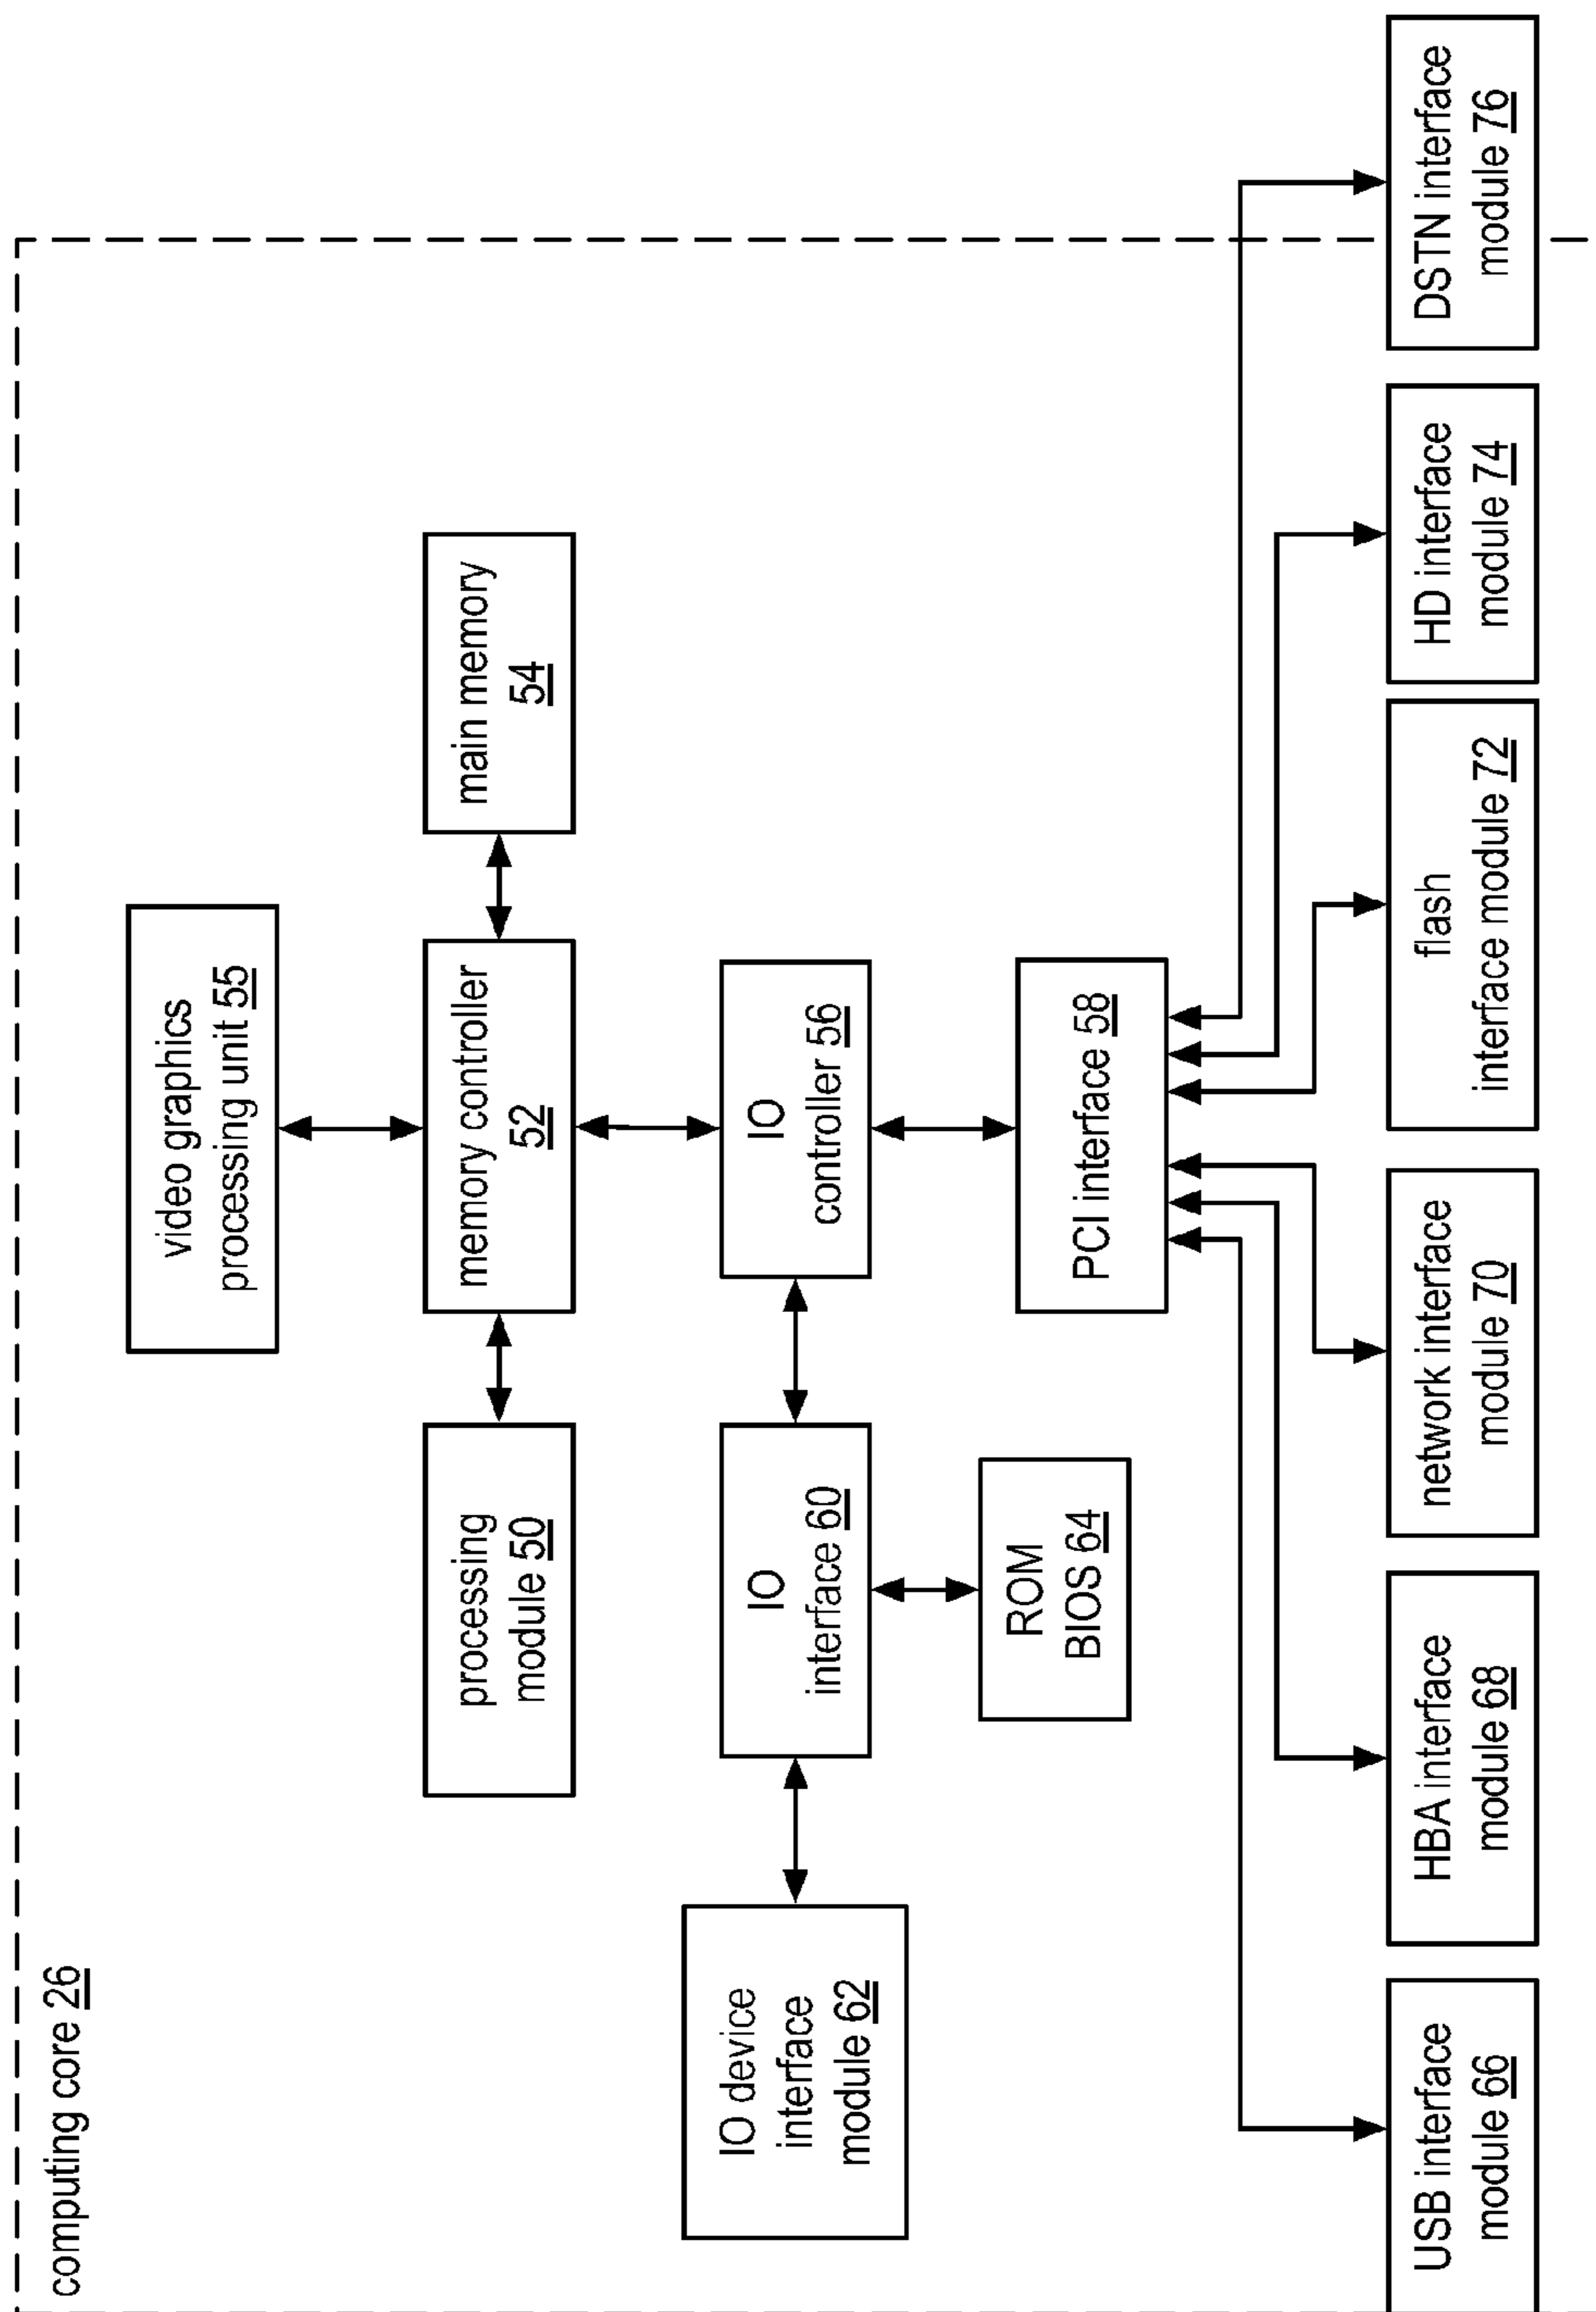 computing core 26
video graphics
processing unit 55
processing
module 50
memory controller
52
main memory
54
IO device
interface
module 62
IO
interface 60
IO
controller 56
ROM
BIOS 64
PCI interface 58
USB interface
module 66
HBA interface
module 68
network interface
module 70
flash
interface module 72
HD interface
module 74
DSTN interface
module 76